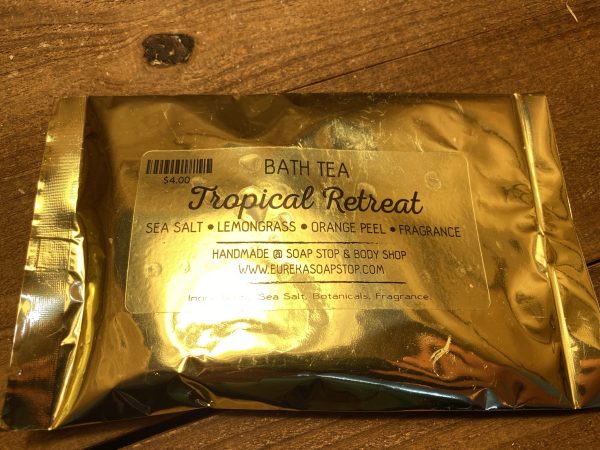 BATH TEA
$4.00
Tropical Retreat
SEA SALT • LEMONGRASS • ORANGE PEEL • FRAGRANCE
HANDMADE @ SOAP STOP & BODY SHOP
WWW.EUREKASOAPSTOP.COM
Sea Salt, Botanicals, Fragrance